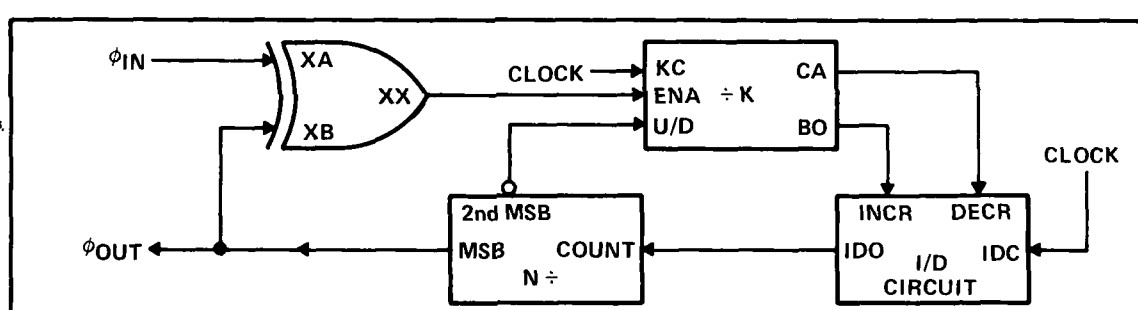 ϕIN
XA
XB
XX
CLOCK
KC
ENA
U/D
÷ K
CA
BO
CLOCK
2nd MSB
MSB
COUNT
N ÷
INCR
DECR
IDO
IDC
I/D
CIRCUIT
ϕOUT